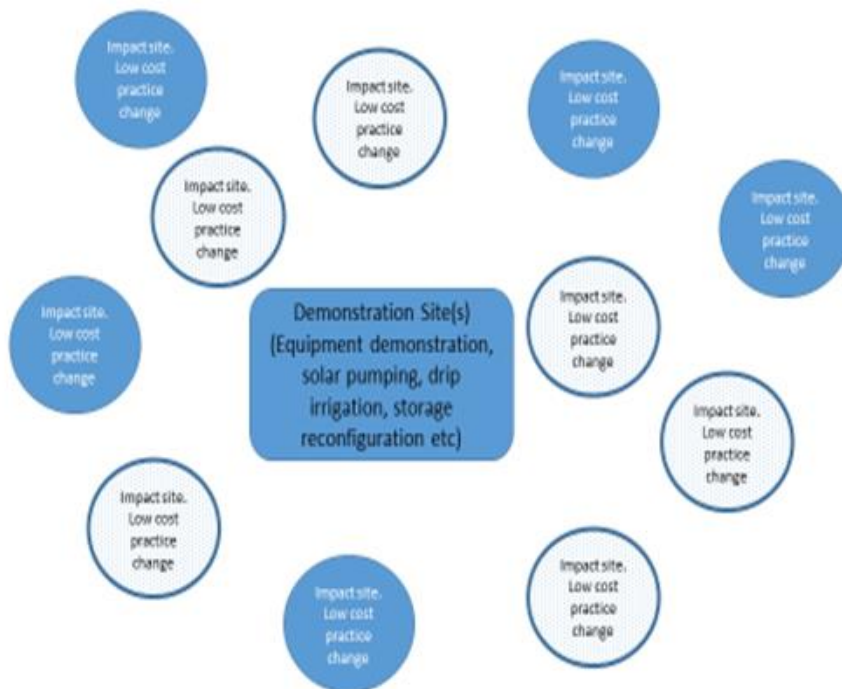 Impact site.
Low cost
practice
change
Impact site.
Low cost
practice
change
Impact site.
Low cost
practice
change
Impact site.
Low cost
practice
change
Impact site.
Low cost
practice
change
Impact site.
Low cost
practice
change
Impact site.
Low cost
practice
change
Demonstration Site(s)
(Equipment demonstration,
solar pumping, drip
irrigation, storage
reconfiguration etc)
Impact site.
Low cost
practice
change
Impact site.
Low cost
practice
change
Impact site.
Low cost
practice
change
Impact site.
Low cost
practice
change